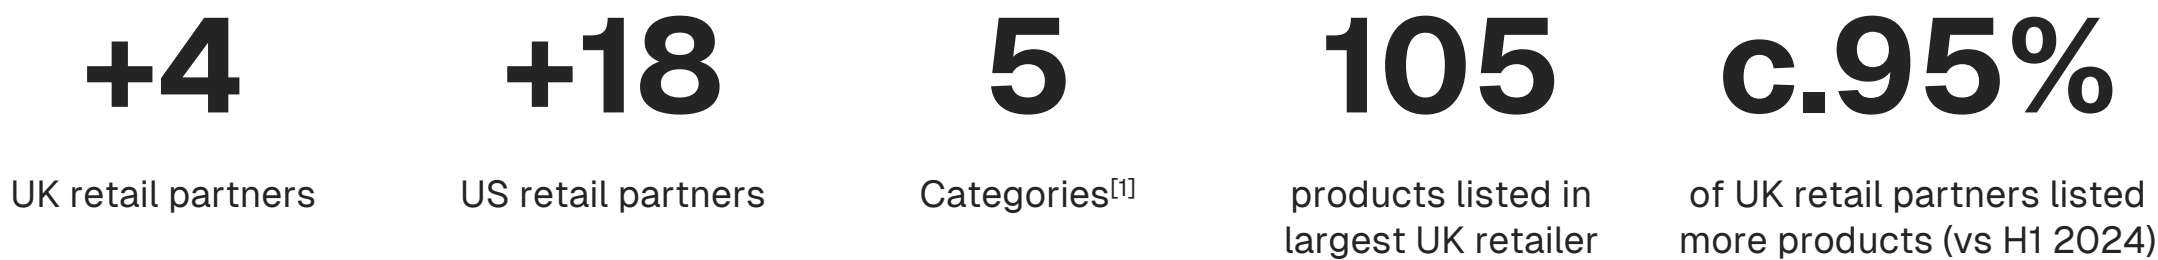 +4
UK retail partners
+18
US retail partners
5
Categories[1]
105
products listed in
largest UK retailer
c.95%
of UK retail partners listed
more products (vs H1 2024)